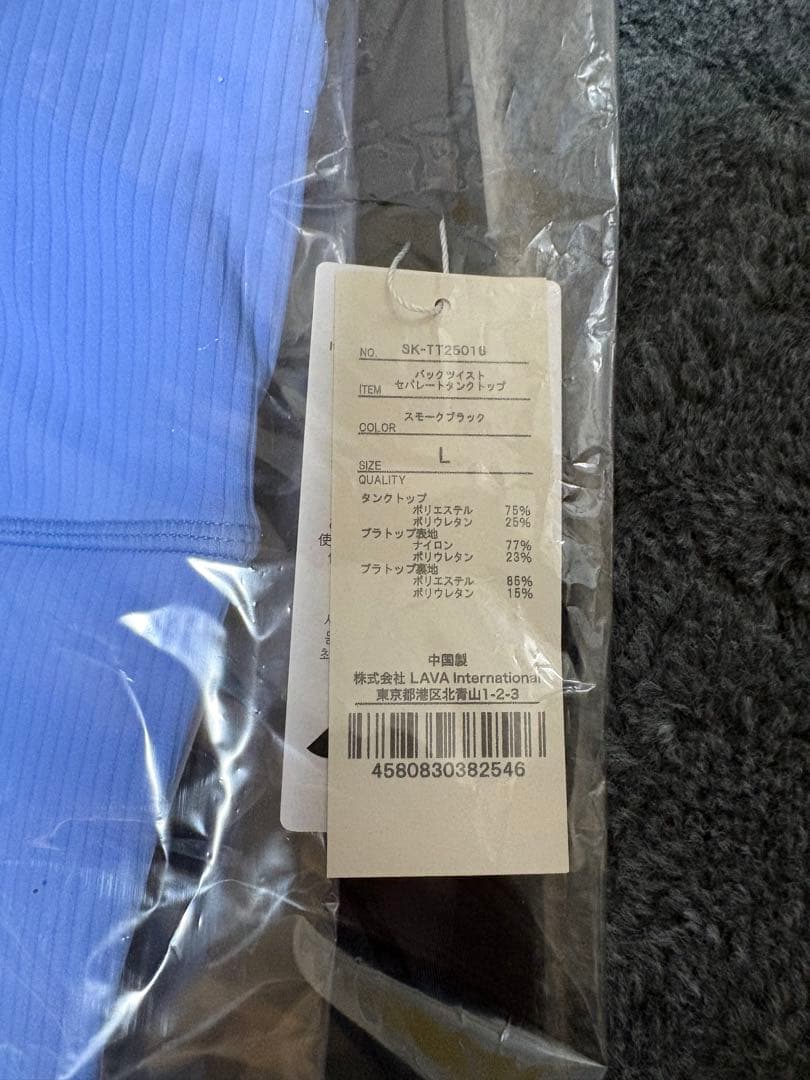 NO. SK-TT25018
バックツイスト
ITEM セパレートタンクトップ
スモークブラック
COLOR
SIZE L
QUALITY
タンクトップ
ポリエステル 75%
ポリウレタン 25%
ブラトップ表地
ナイロン 77%
ポリウレタン 23%
ブラトップ裏地
ポリエステル 85%
ポリウレタン 15%
使
中国製
株式会社 LAVA International
東京都港区北青山1-2-3
4580830382546